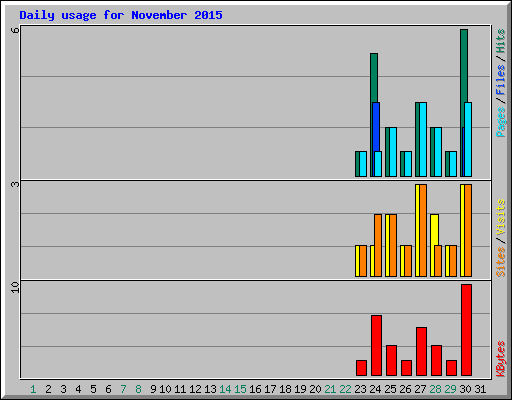 Daily usage for November 2015
6
3
10
Pages / Files / Hits
Sites / Visits
KBytes
1 2 3 4 5 6 7 8 9 10 11 12 13 14 15 16 17 18 19 20 21 22 23 24 25 26 27 28 29 30 31